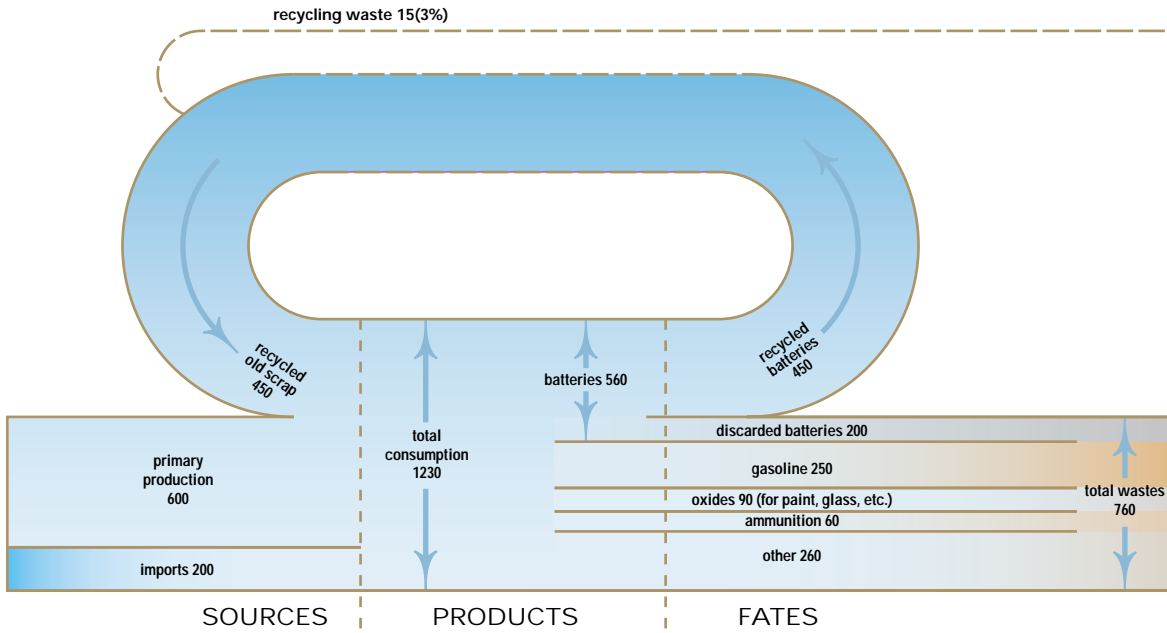 recycling waste 15(3%)
recycled
old scrap
450
recycled
batteries
450
batteries 560
total
consumption
1230
primary
production
600
imports 200
discarded batteries 200
gasoline 250
oxides 90 (for paint, glass, etc.)
ammunition 60
other 260
total wastes
760
SOURCES
PRODUCTS
FATES